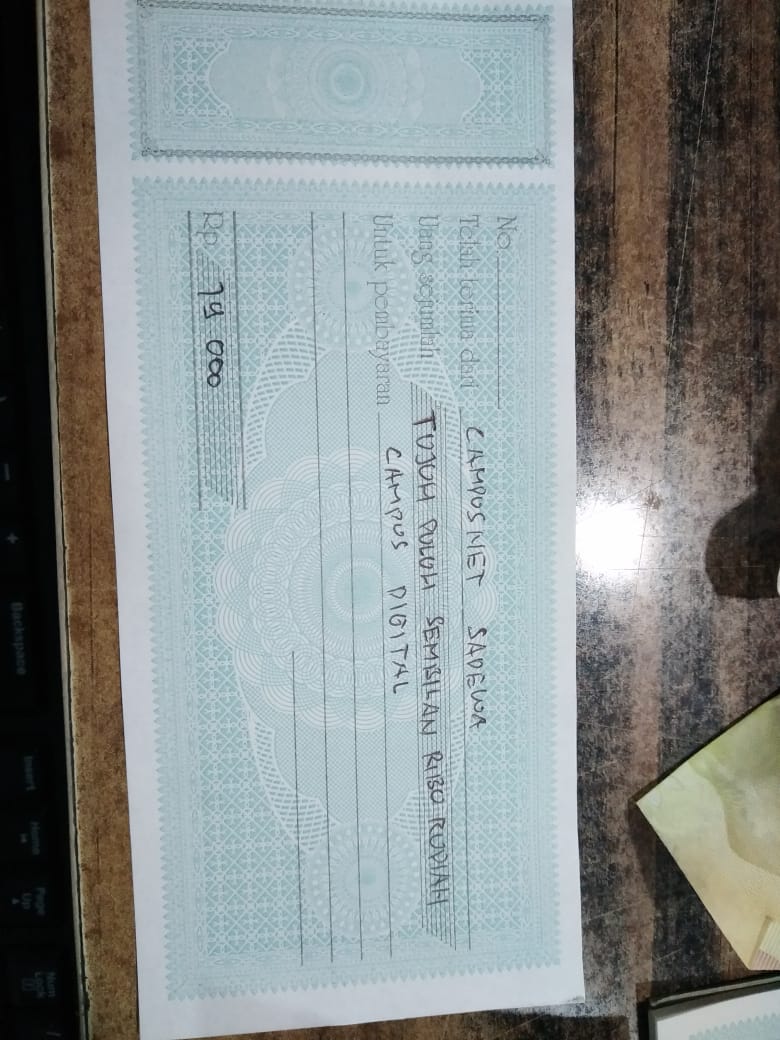 No.
Telah terima dari CAMPUSNET SADEWA
Uang sejumlah TUJUH PULUH SEMBILAN RIBU RUPIAH
Untuk pembayaran CAMPUS DIGITAL
Rp. 79 000
- + Backspace Insert Home Page Up Num Lock